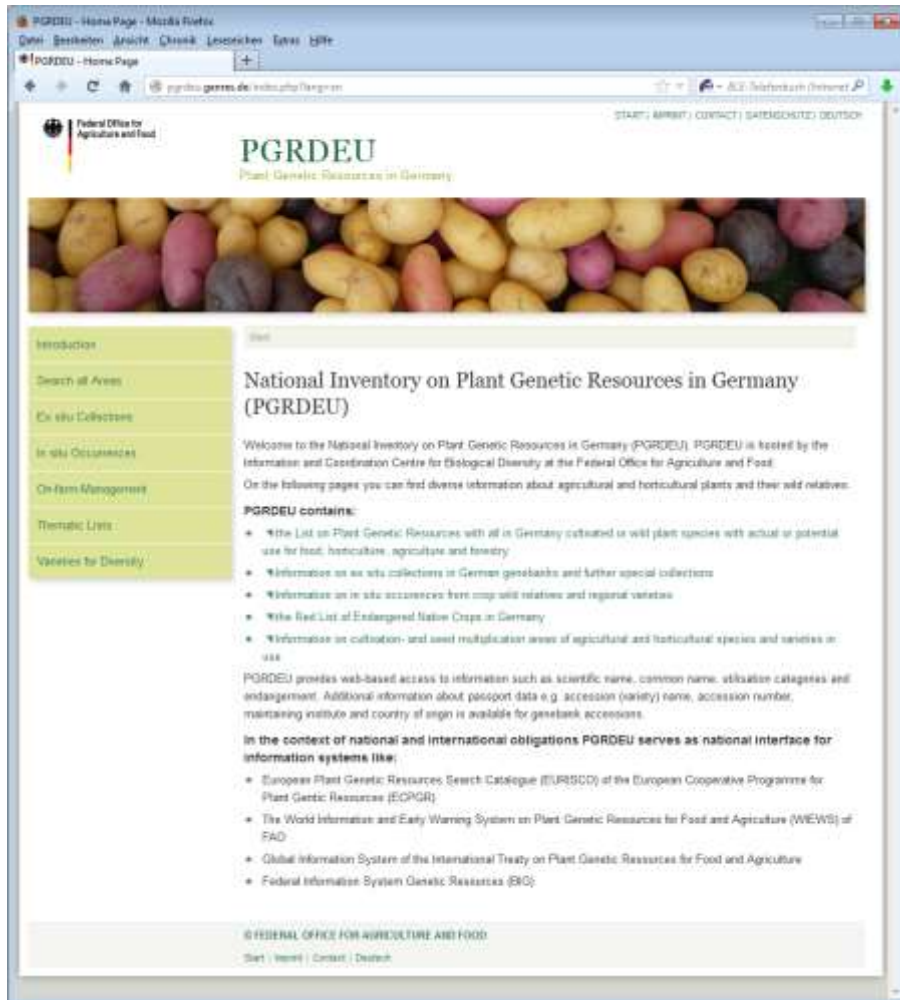 PGRDEU - Home Page - Mozilla Firefox
Datei Bearbeiten Ansicht Chronik Lesezeichen Extras Hilfe
PGRDEU - Home Page
pgrdeu.genres.de/index.php?lang=en
START | IMPRINT | CONTACT | DATENSCHUTZ | DEUTSCH
Federal Office for
Agriculture and Food
PGRDEU
Plant Genetic Resources in Germany
Introduction
Search all Areas
Ex situ Collections
In situ Occurrences
On-farm Management
Thematic Lists
Varieties for Diversity
Start
National Inventory on Plant Genetic Resources in Germany
(PGRDEU)
Welcome to the National Inventory on Plant Genetic Resources in Germany (PGRDEU). PGRDEU is hosted by the
Information and Coordination Centre for Biological Diversity at the Federal Office for Agriculture and Food.
On the following pages you can find diverse information about agricultural and horticultural plants and their wild relatives.
PGRDEU contains:
the List on Plant Genetic Resources with all in Germany cultivated or wild plant species with actual or potential
use for food, horticulture, agriculture and forestry
Information on ex situ collections in German genebanks and further special collections
Information on in situ occurences from crop wild relatives and regional varieties
the Red List of Endangered Native Crops in Germany
Information on cultivation- and seed multiplication areas of agricultural and horticultural species and varieties in
use
PGRDEU provides web-based access to information such as scientific name, common name, utilisation categories and
endangerment. Additional information about passport data e.g. accession (variety) name, accession number,
maintaining institute and country of origin is available for genebank accessions.
In the context of national and international obligations PGRDEU serves as national interface for
information systems like:
European Plant Genetic Resources Search Catalogue (EURISCO) of the European Cooperative Programme for
Plant Gentic Resources (ECPGR)
The World Information and Early Warning System on Plant Genetic Resources for Food and Agriculture (WIEWS) of
FAO
Global Information System of the International Treaty on Plant Genetic Resources for Food and Agriculture
Federal Information System Genetic Resources (BIG)
© FEDERAL OFFICE FOR AGRICULTURE AND FOOD
Start | Imprint | Contact | Deutsch